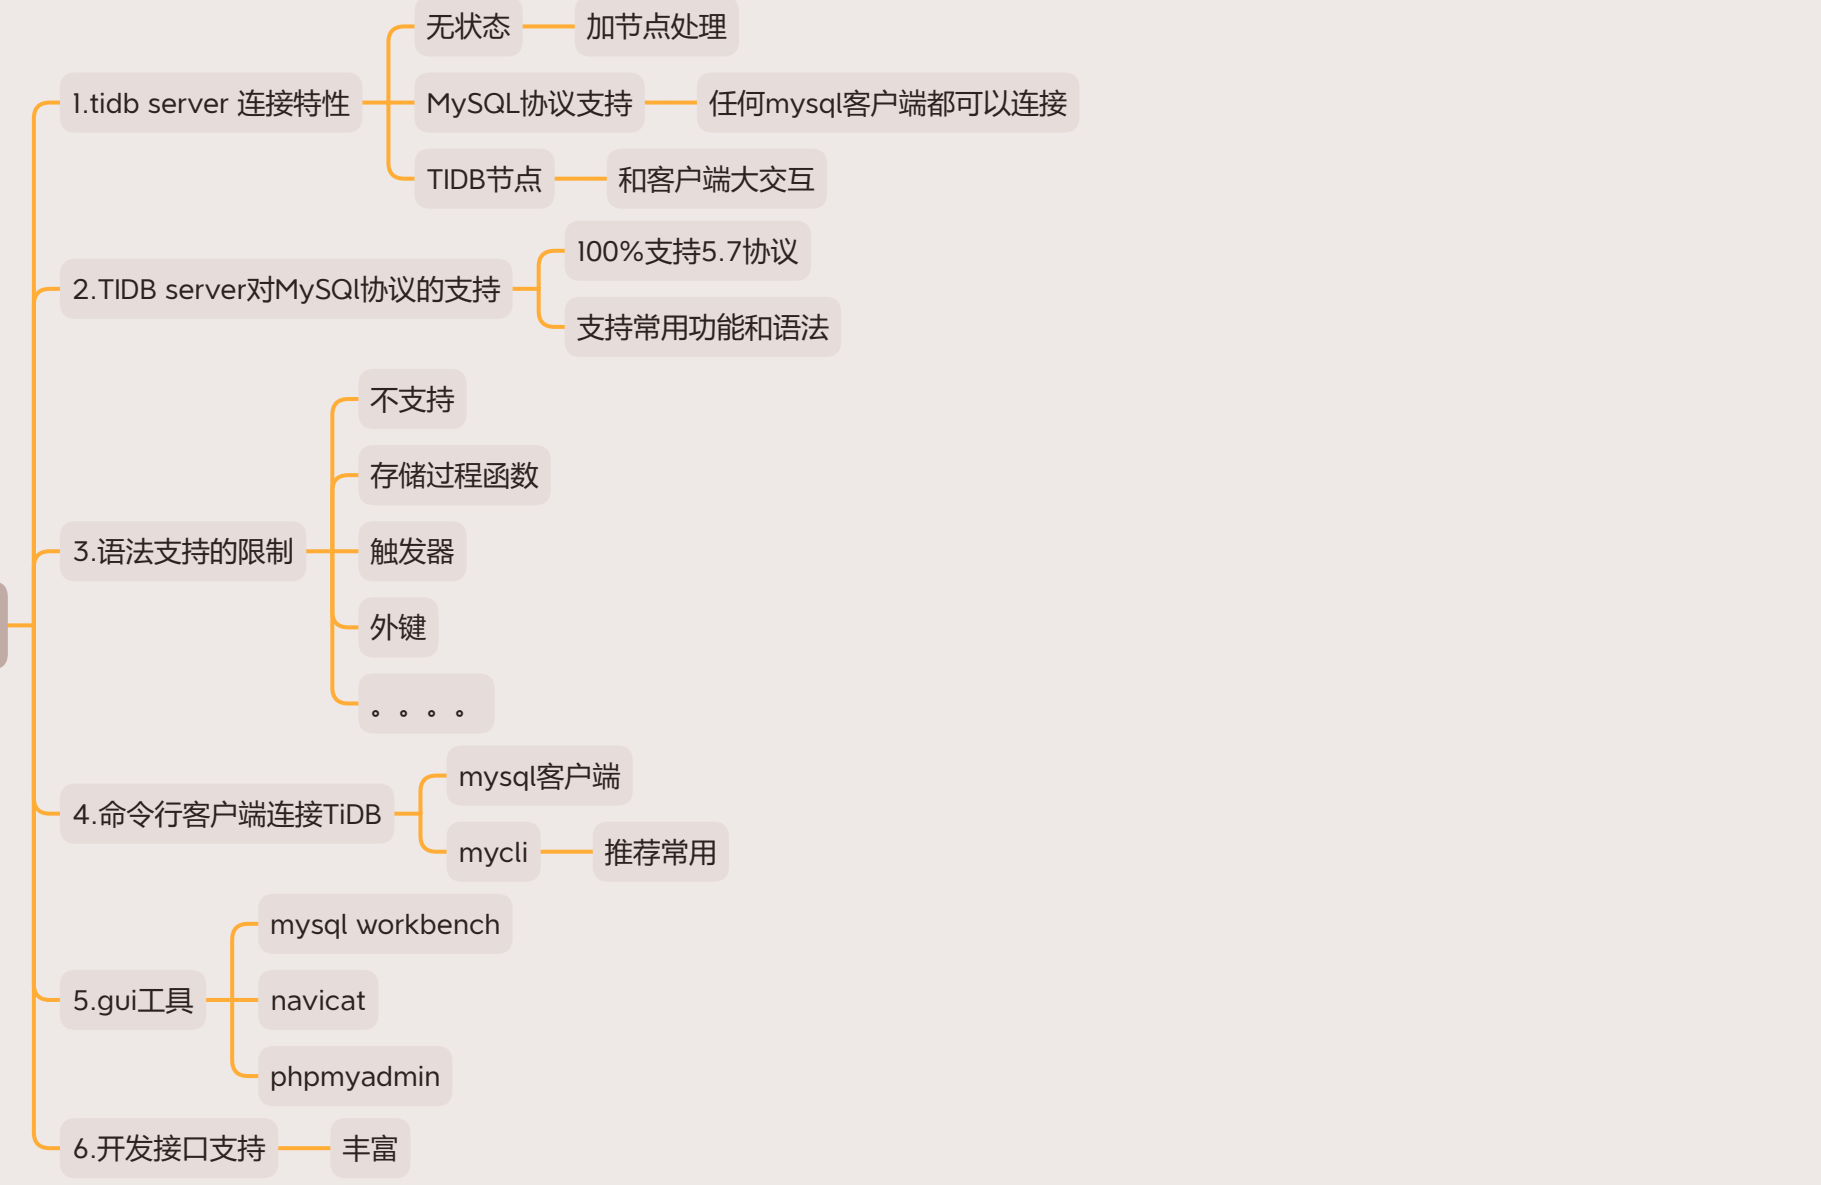 无状态
加节点处理
1.tidb server 连接特性
MySQL协议支持
任何mysql客户端都可以连接
TIDB节点
和客户端大交互
2.TIDB server对MySQl协议的支持
100%支持5.7协议
支持常用功能和语法
3.语法支持的限制
不支持
存储过程函数
触发器
外键
。。。。
4.命令行客户端连接TiDB
mysql客户端
mycli
推荐常用
5.gui工具
mysql workbench
navicat
phpmyadmin
6.开发接口支持
丰富